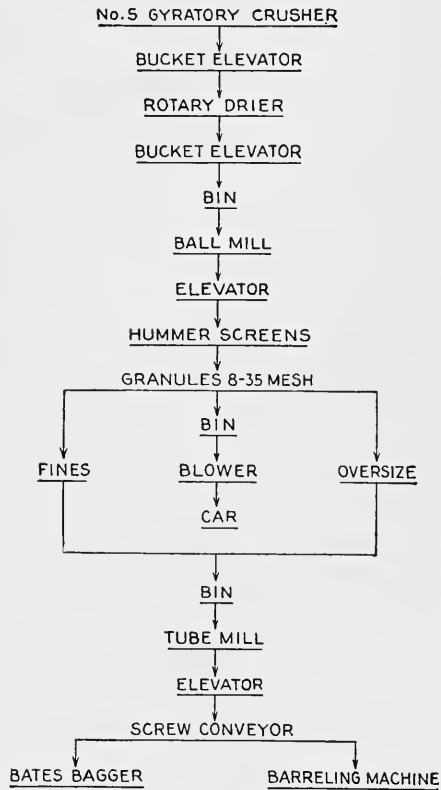 No.5 GYRATORY CRUSHER
BUCKET ELEVATOR
ROTARY DRIER
BUCKET ELEVATOR
BIN
BALL MILL
ELEVATOR
HUMMER SCREENS
GRANULES 8-35 MESH
BIN
FINES BLOWER OVERSIZE
CAR
BIN
TUBE MILL
ELEVATOR
SCREW CONVEYOR
BATES BAGGER BARRELING MACHINE